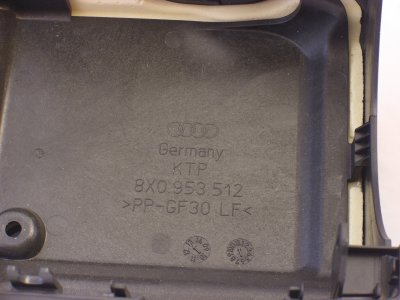 Germany
KTP
8X0 953 512
>PP-GF30 LF<